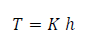 T = K h